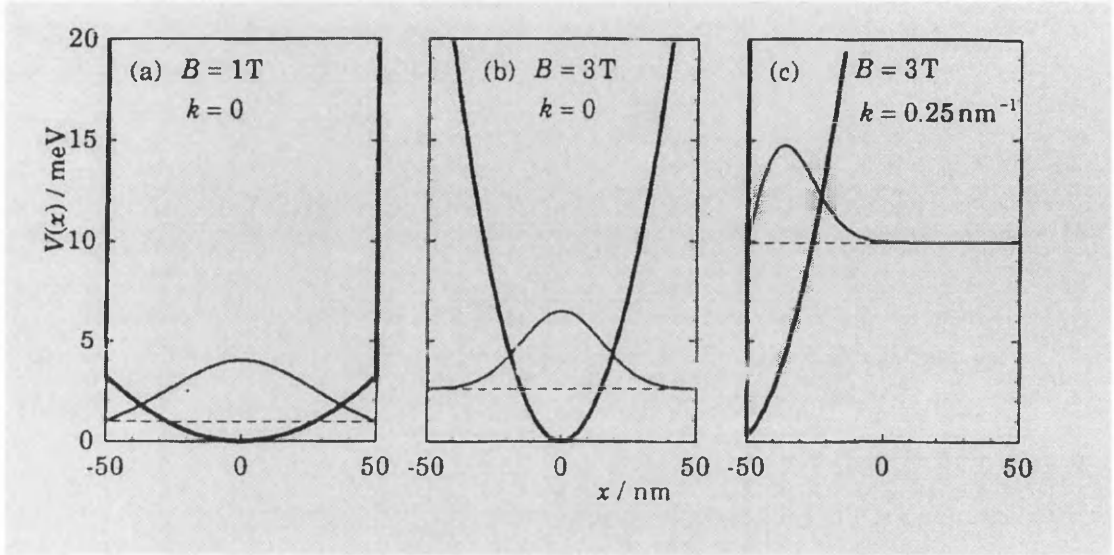 (a) B = 1T
k = 0
(b) B = 3T
k = 0
(c) B = 3T
k = 0.25 nm⁻¹
V(x) / meV
20
15
10
5
0
-50 0 50
-50 0 50
-50 0 50
x / nm